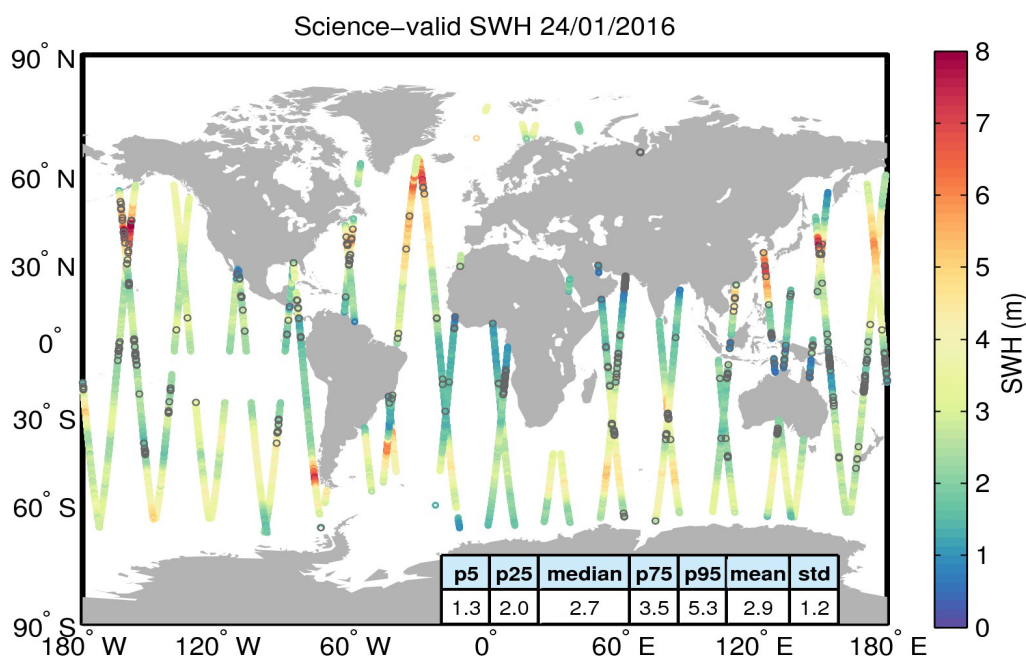 Science−valid SWH 24/01/2016
90° N
60° N
30° N
0°
30° S
60° S
90° S
180° W
120° W
60° W
0°
60° E
120° E
180° E
p5 p25 median p75 p95 mean std
1.3 2.0 2.7 3.5 5.3 2.9 1.2
8
7
6
5
4
3
2
1
0
SWH (m)